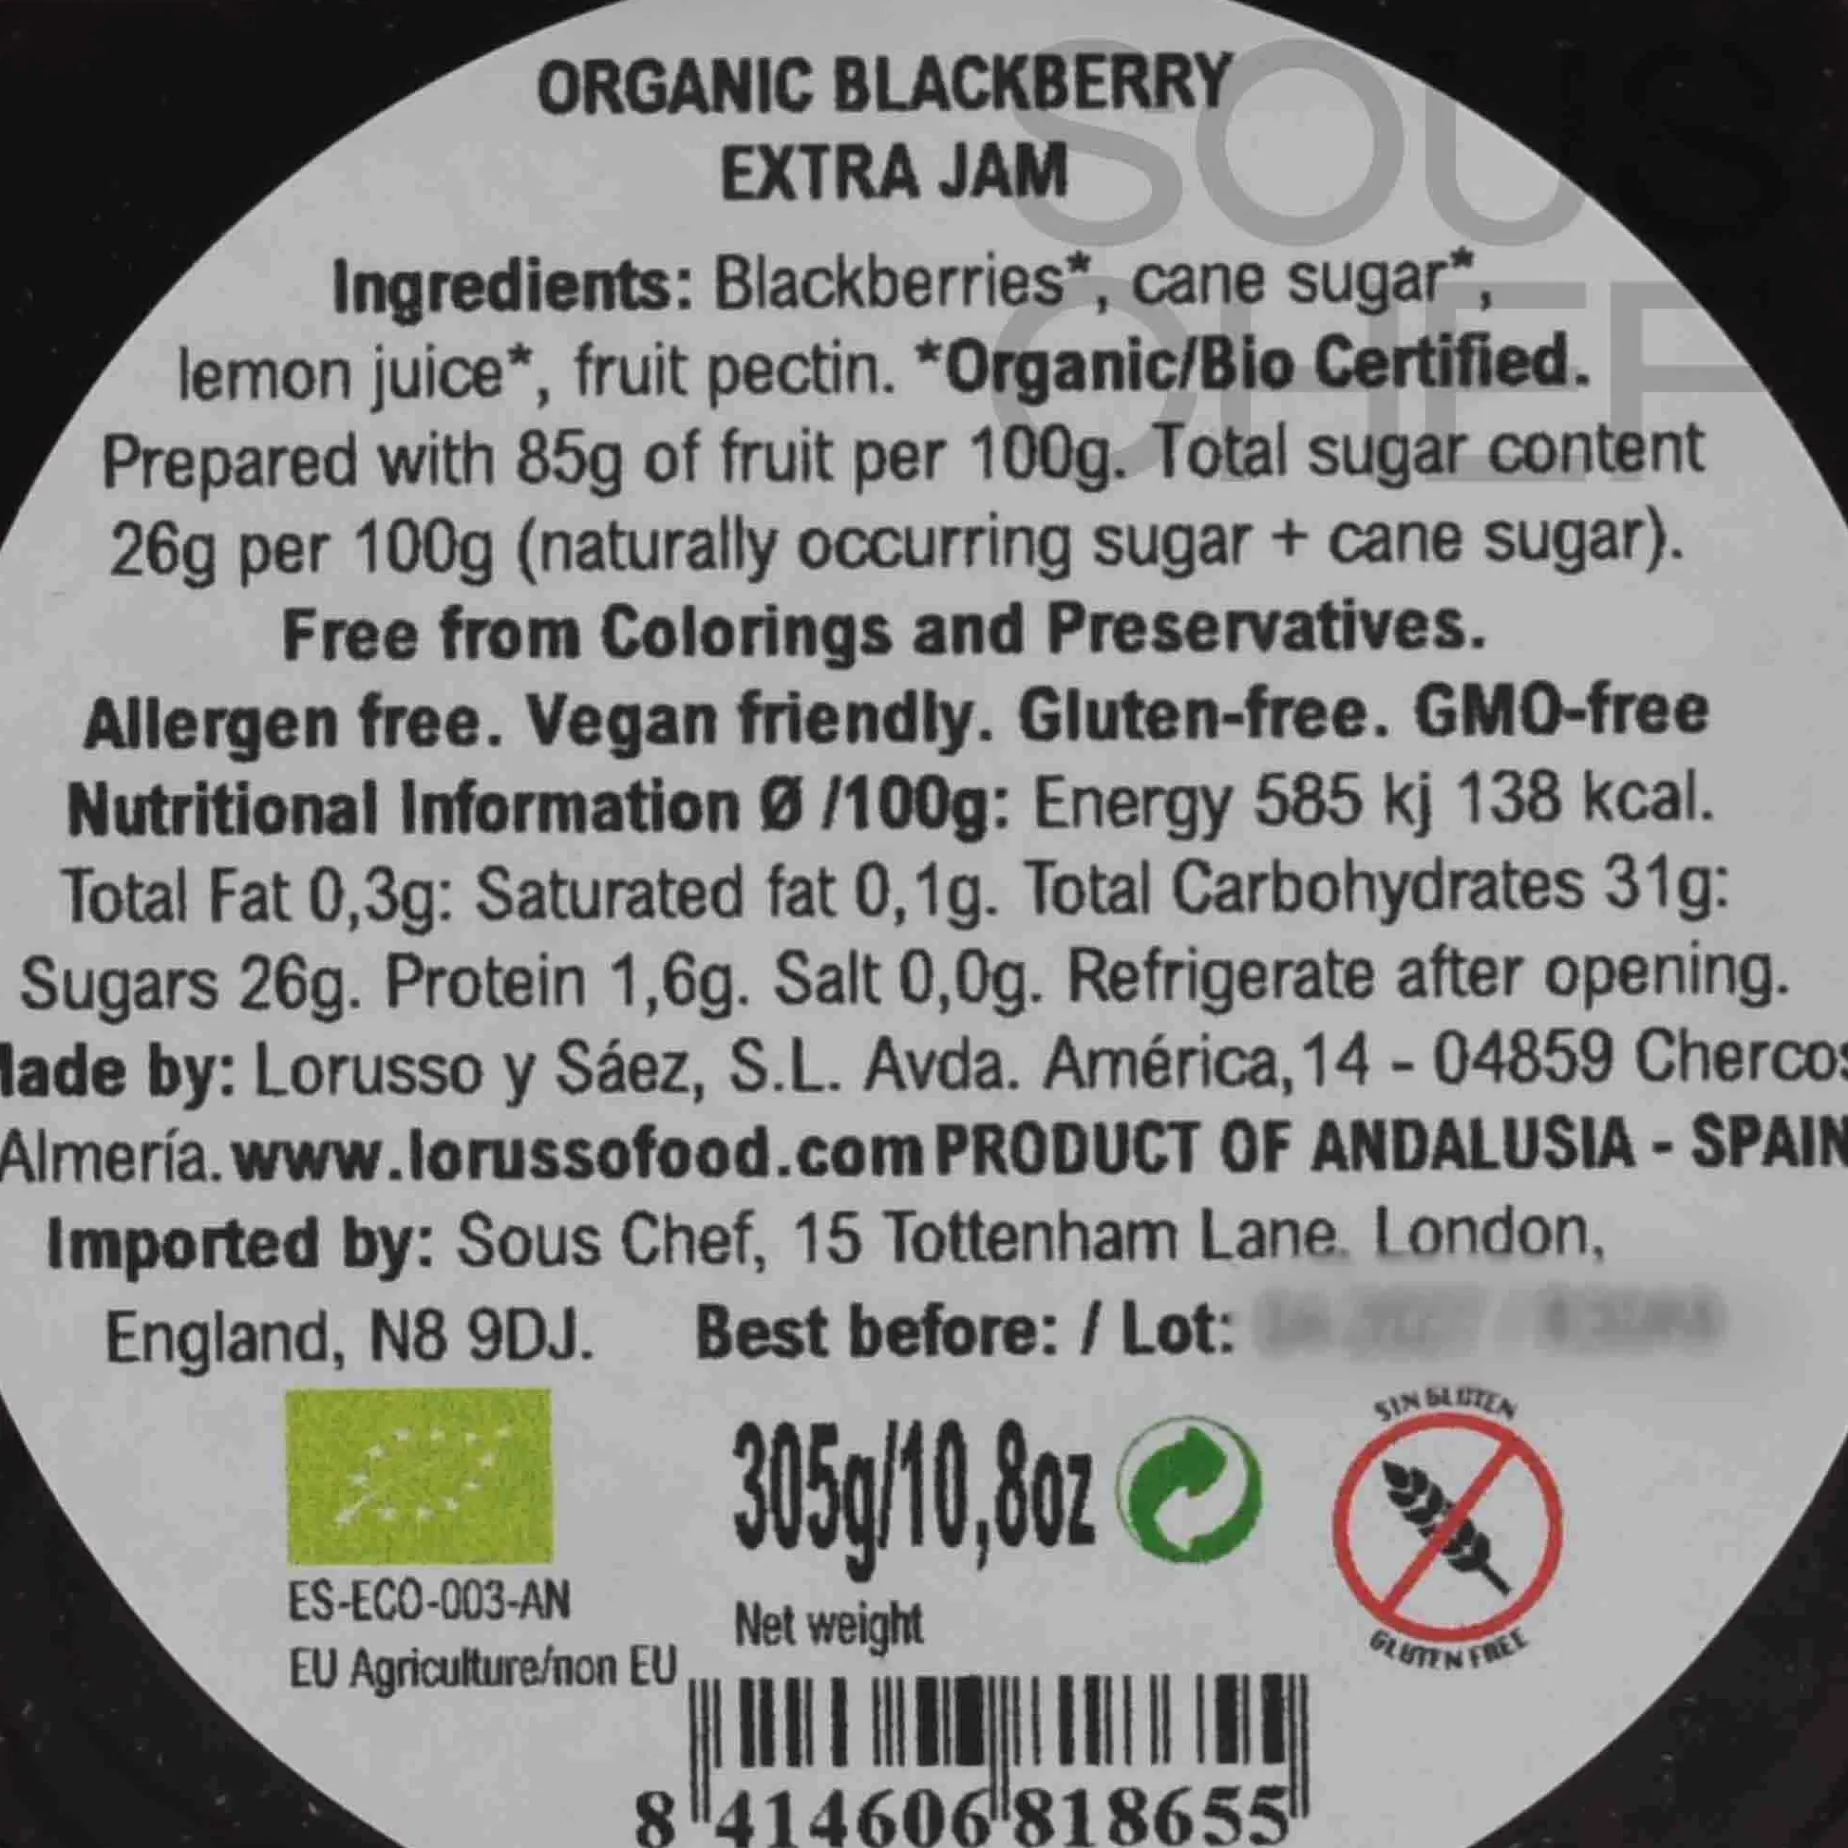 SOUS
CHEF
ORGANIC BLACKBERRY
EXTRA JAM
Ingredients: Blackberries*, cane sugar*,
lemon juice*, fruit pectin. *Organic/Bio Certified.
Prepared with 85g of fruit per 100g. Total sugar content
26g per 100g (naturally occurring sugar + cane sugar).
Free from Colorings and Preservatives.
Allergen free. Vegan friendly. Gluten-free. GMO-free
Nutritional Information Ø /100g: Energy 585 kj 138 kcal.
Total Fat 0,3g: Saturated fat 0,1g. Total Carbohydrates 31g:
Sugars 26g. Protein 1,6g. Salt 0,0g. Refrigerate after opening.
ade by: Lorusso y Sáez, S.L. Avda. América,14 - 04859 Chercos
Almería. www.lorussofood.com PRODUCT OF ANDALUSIA - SPAIN
Imported by: Sous Chef, 15 Tottenham Lane, London,
England, N8 9DJ. Best before: / Lot:
SIN GLUTEN
305g/10,8oz
ES-ECO-003-AN
Net weight
GLUTEN FREE
EU Agriculture/non EU
8 414606 818655